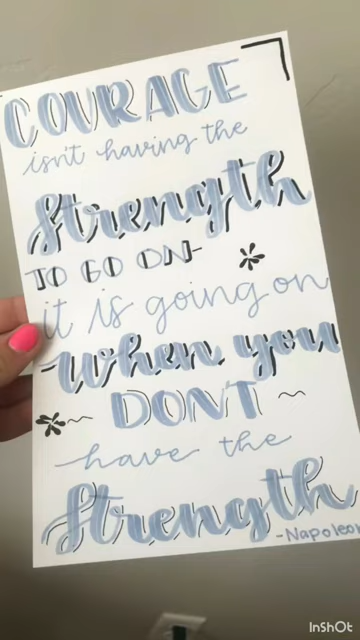 COURAGE
isn't having the
Strength
TO GO ON-
it is going on
when you
DON'T
have the
Strength
-Napoleon
InShOt